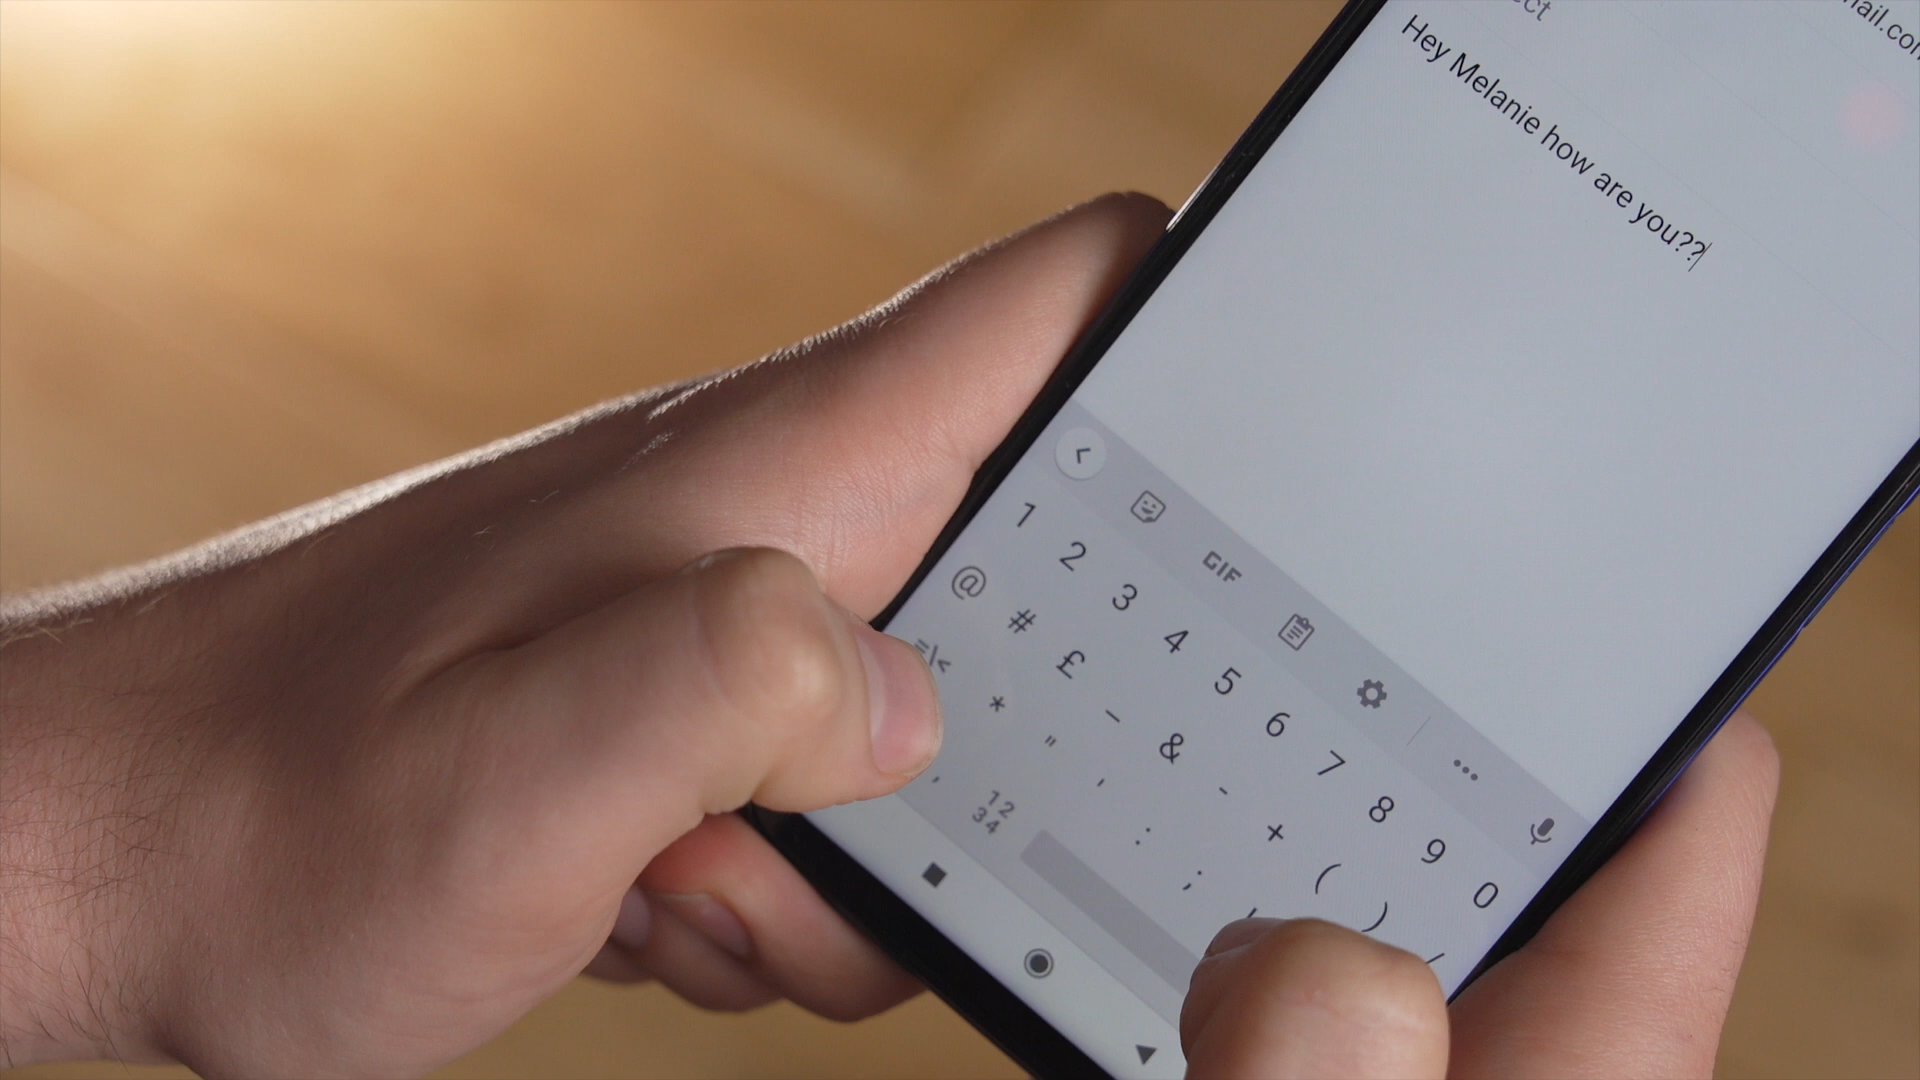 Hey Melanie how are you??
GIF
1 2 3 4 5 6 7 8 9 0
@ # £ _ & - + ( ) /
=\< * " ' : ;
, 12
34